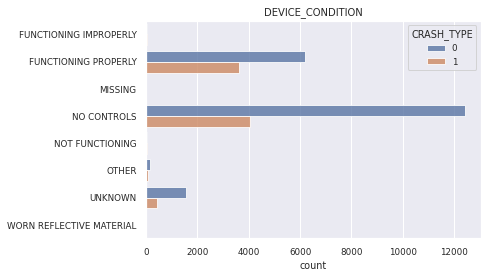 DEVICE_CONDITION
CRASH_TYPE
0
1
FUNCTIONING IMPROPERLY
FUNCTIONING PROPERLY
MISSING
NO CONTROLS
NOT FUNCTIONING
OTHER
UNKNOWN
WORN REFLECTIVE MATERIAL
0 2000 4000 6000 8000 10000 12000
count